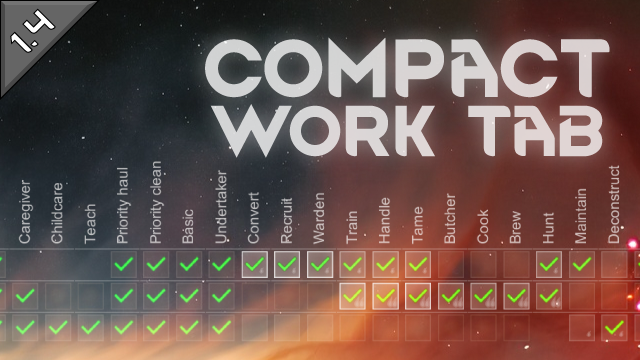 1.4
COMPACT
WORK TAB
Caregiver
Childcare
Teach
Priority haul
Priority clean
Basic
Undertaker
Convert
Recruit
Warden
Train
Handle
Tame
Butcher
Cook
Brew
Hunt
Maintain
Deconstruct